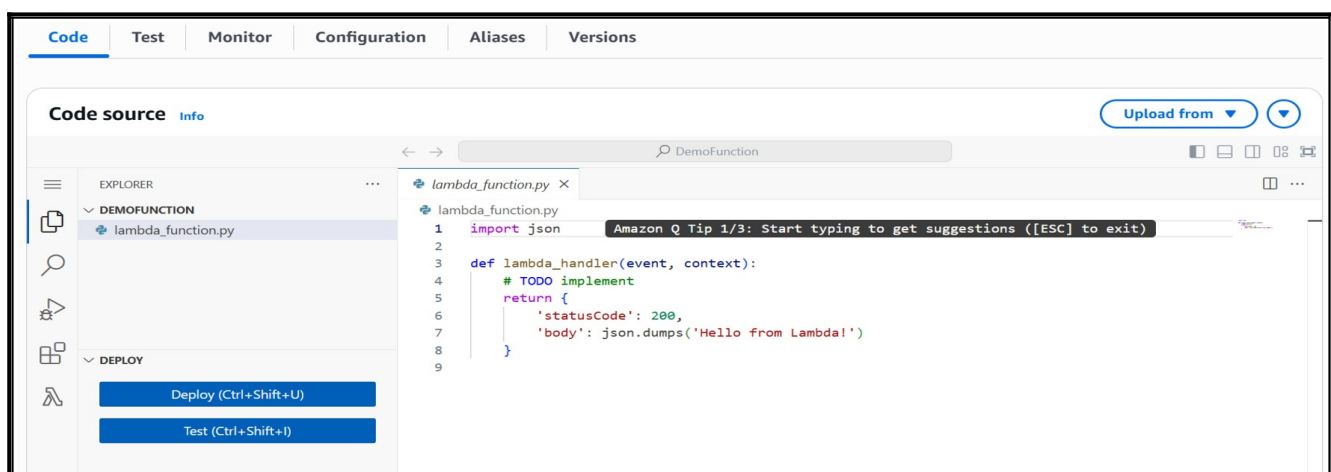 Code Test Monitor Configuration Aliases Versions
Code source Info
Upload from
DemoFunction
EXPLORER
lambda_function.py
DEMOFUNCTION
lambda_function.py
lambda_function.py
1 import json Amazon Q Tip 1/3: Start typing to get suggestions ([ESC] to exit)
2
3 def lambda_handler(event, context):
4 # TODO implement
5 return {
6 'statusCode': 200,
7 'body': json.dumps('Hello from Lambda!')
8 }
9
DEPLOY
Deploy (Ctrl+Shift+U)
Test (Ctrl+Shift+I)